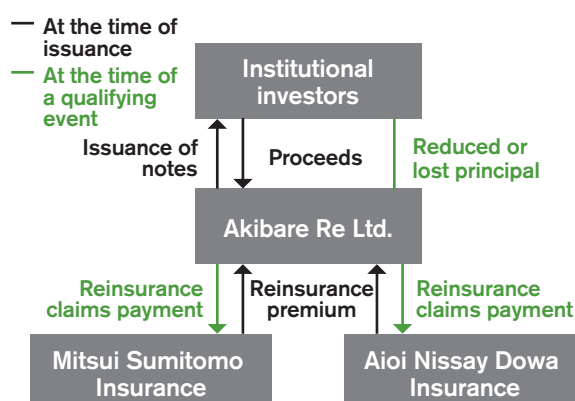 At the time of
issuance
At the time of
a qualifying
event
Institutional
investors
Issuance of
notes
Proceeds
Reduced or
lost principal
Akibare Re Ltd.
Reinsurance
claims payment
Reinsurance
premium
Reinsurance
claims payment
Mitsui Sumitomo
Insurance
Aioi Nissay Dowa
Insurance